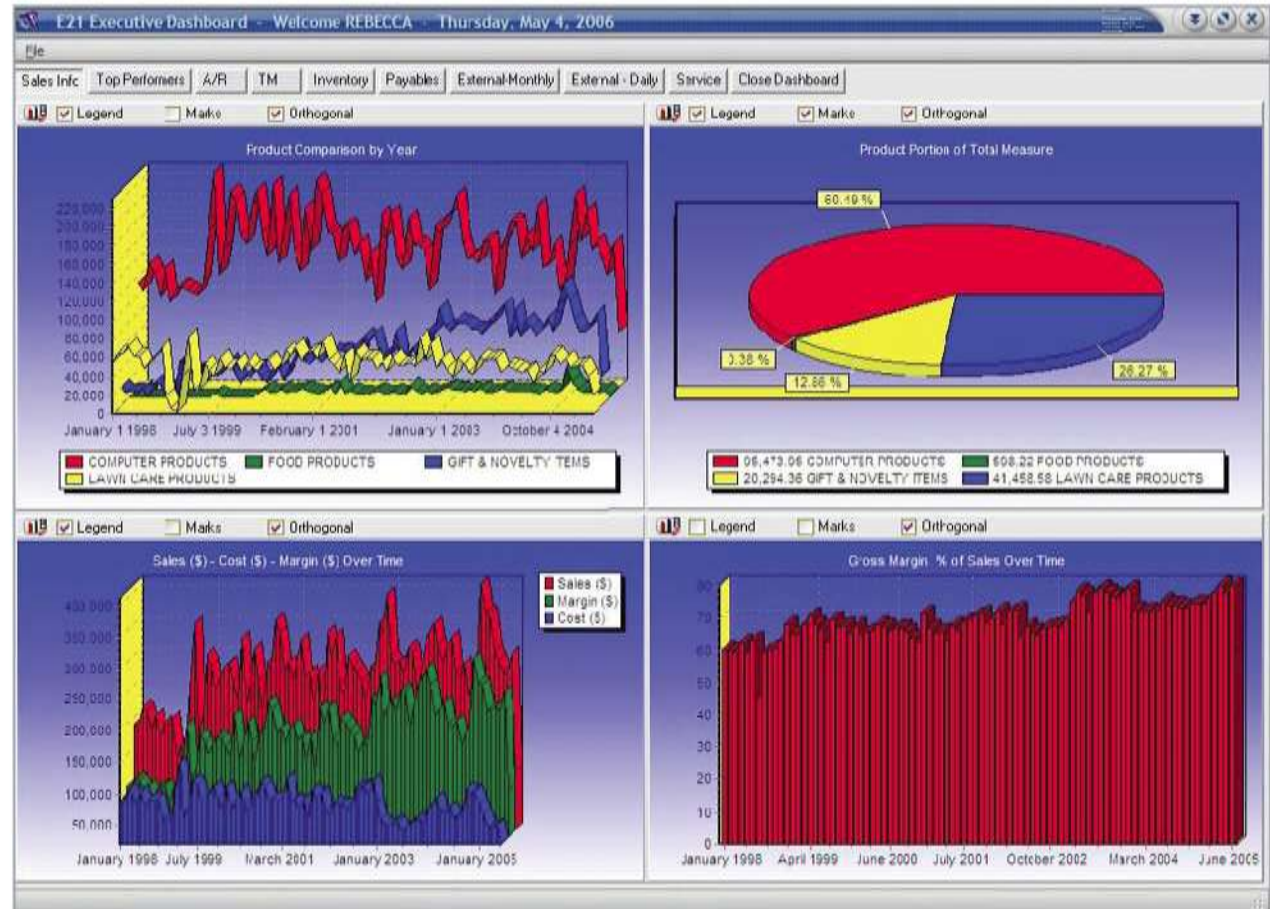 E21 Executive Dashboard - Welcome REBECCA - Thursday, May 4, 2006
File
Sales Info Top Performers A/R TM Inventory Payables External-Monthly External - Daily Service Close Dashboard
Legend Marks Orthogonal
Product Comparison by Year
220,000
200,000
180,000
160,000
140,000
120,000
100,000
80,000
60,000
40,000
20,000
0
January 1 1998 July 3 1999 February 1 2001 January 1 2003 October 4 2004
COMPUTER PRODUCTS FOOD PRODUCTS GIFT & NOVELTY ITEMS
LAWN CARE PRODUCTS
Legend Marks Orthogonal
Product Portion of Total Measure
60.49 %
0.38 %
12.86 %
26.27 %
COMPUTER PRODUCTS 608.22 FOOD PRODUCTS
20,294.36 GIFT & NOVELTY ITEMS 41,458.58 LAWN CARE PRODUCTS
Legend Marks Orthogonal
Sales ($) - Cost ($) - Margin ($) Over Time
Sales ($)
Margin ($)
Cost ($)
400,000
350,000
300,000
250,000
200,000
150,000
100,000
50,000
January 1998 July 1999 March 2001 January 2003 January 2005
Legend Marks Orthogonal
Gross Margin % of Sales Over Time
80
70
60
50
40
30
20
10
0
January 1998 April 1999 June 2000 July 2001 October 2002 March 2004 June 2005